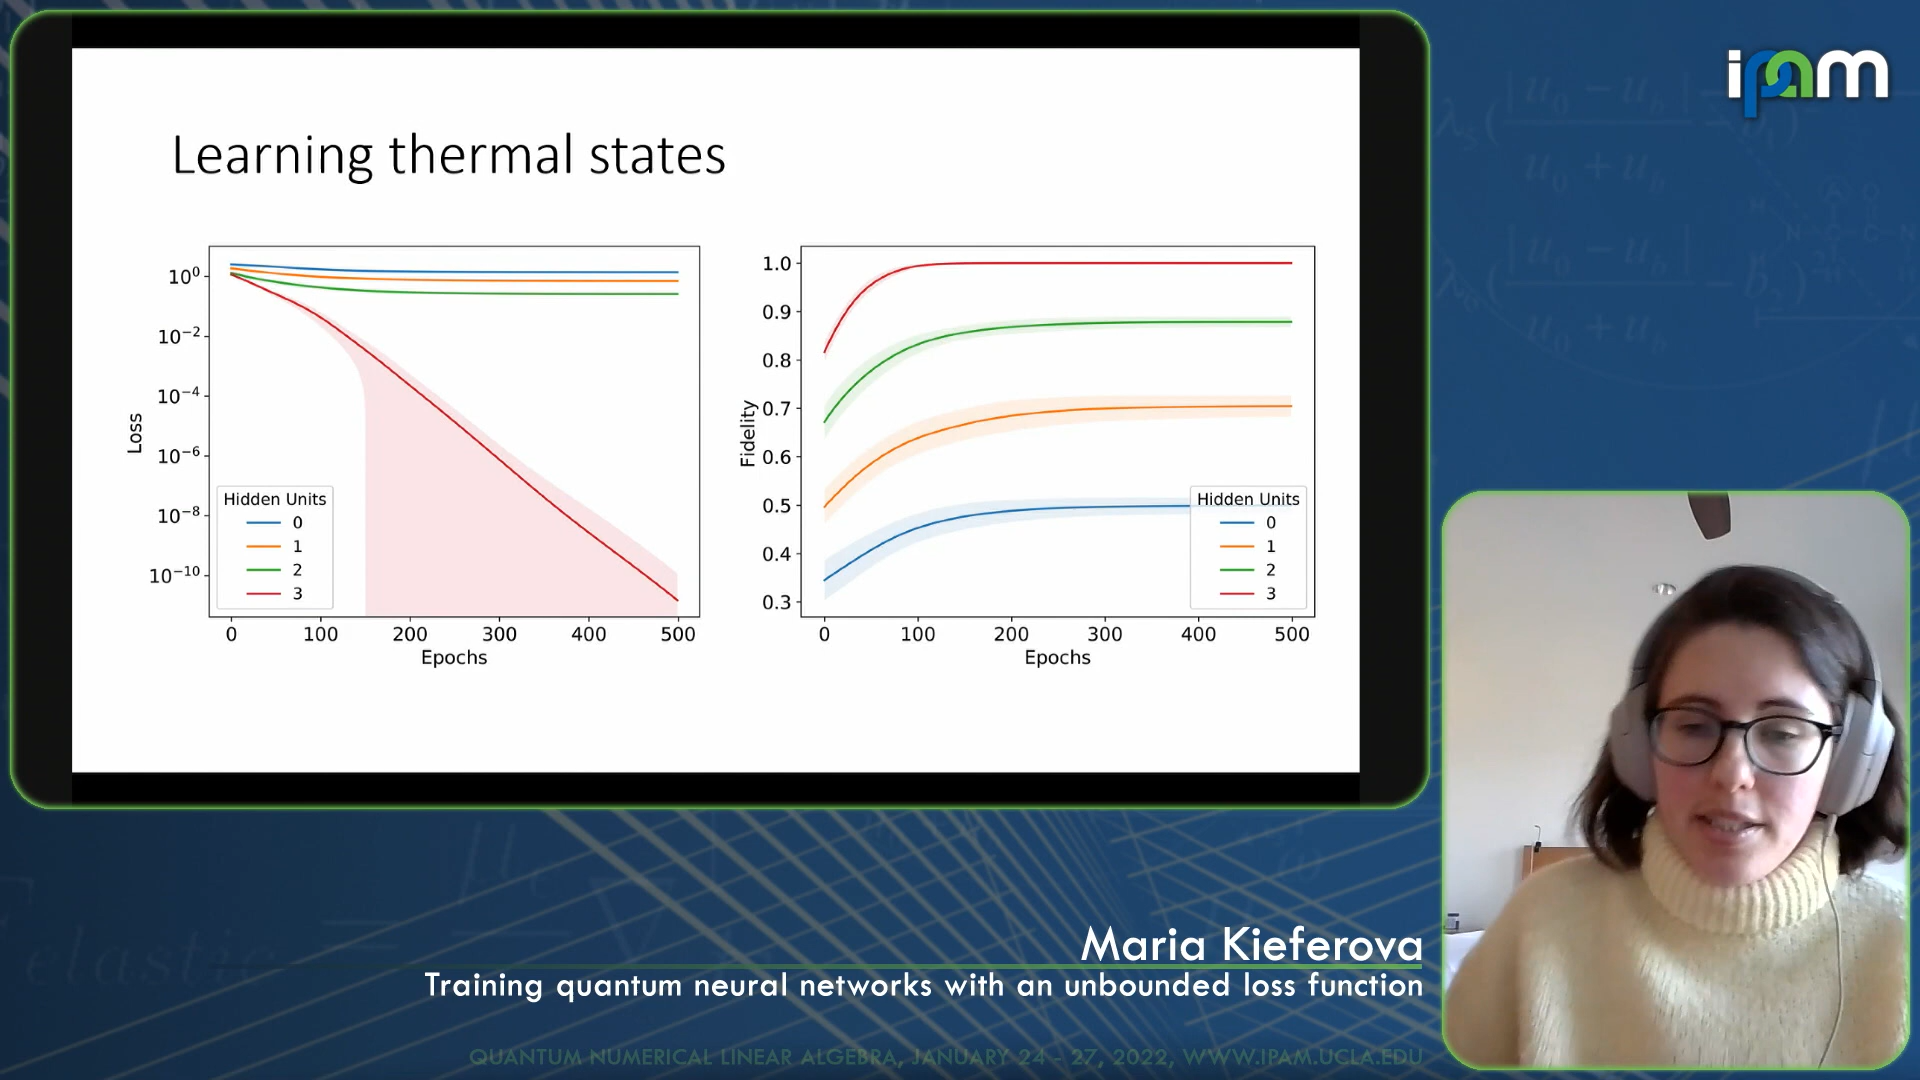 ipam
Learning thermal states
Loss
10⁰
10⁻²
10⁻⁴
10⁻⁶
10⁻⁸
10⁻¹⁰
Hidden Units
0
1
2
3
0 100 200 300 400 500
Epochs
Fidelity
1.0
0.9
0.8
0.7
0.6
0.5
0.4
0.3
Hidden Units
0
1
2
3
0 100 200 300 400 500
Epochs
Maria Kieferova
Training quantum neural networks with an unbounded loss function
QUANTUM NUMERICAL LINEAR ALGEBRA, JANUARY 24 - 27, 2022, WWW.IPAM.UCLA.EDU
elastic